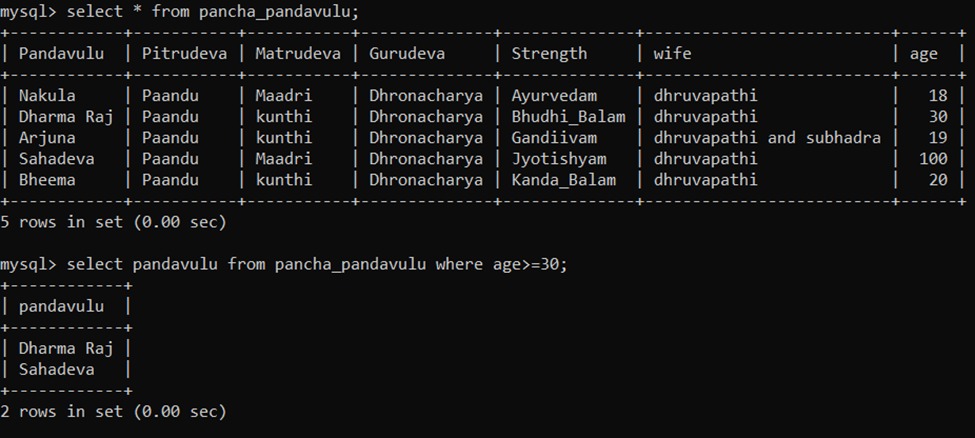 mysql> select * from pancha_pandavulu;
+------------+-----------+-----------+-------------+-------------+------------------------+------+
| Pandavulu  | Pitrudeva | Matrudeva | Gurudeva    | Strength    | wife                   | age  |
+------------+-----------+-----------+-------------+-------------+------------------------+------+
| Nakula     | Paandu    | Maadri    | Dhronacharya | Ayurvedam    | dhruvapathi              |   18 |
| Dharma Raj | Paandu    | kunthi    | Dhronacharya | Bhudhi_Balam | dhruvapathi              |   30 |
| Arjuna     | Paandu    | kunthi    | Dhronacharya | Gandiivam    | dhruvapathi and subhadra |   19 |
| Sahadeva   | Paandu    | Maadri    | Dhronacharya | Jyotishyam   | dhruvapathi              |  100 |
| Bheema     | Paandu    | kunthi    | Dhronacharya | Kanda_Balam  | dhruvapathi              |   20 |
+------------+-----------+-----------+-------------+-------------+------------------------+------+
5 rows in set (0.00 sec)
mysql> select pandavulu from pancha_pandavulu where age>=30;
+------------+
| pandavulu  |
+------------+
| Dharma Raj |
| Sahadeva   |
+------------+
2 rows in set (0.00 sec)